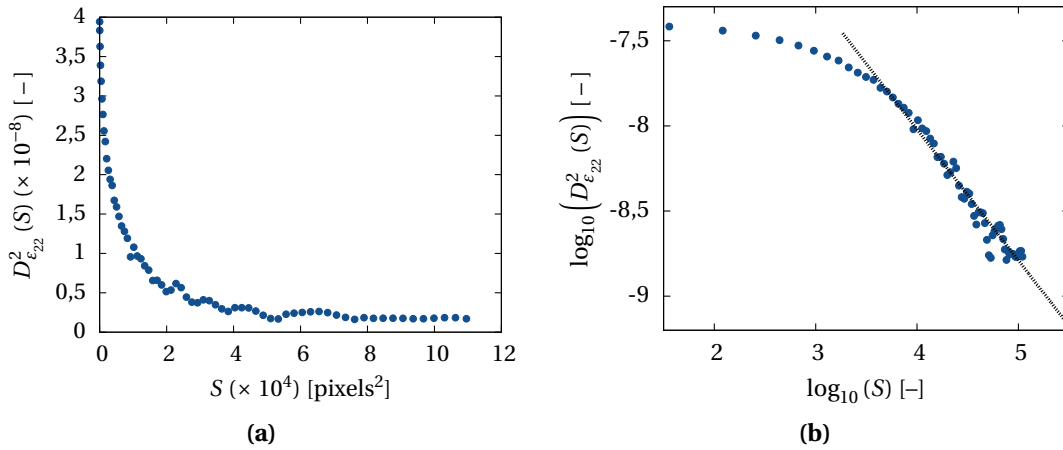 4
3,5
3
2,5
2
1,5
1
0,5
0
0 2 4 6 8 10 12
D²ε₂₂ (S) (× 10⁻⁸) [ – ]
S (× 10⁴) [pixels²]
(a)
-7,5
-8
-8,5
-9
2 3 4 5
log₁₀(D²ε₂₂ (S)) [ – ]
log₁₀ (S) [–]
(b)